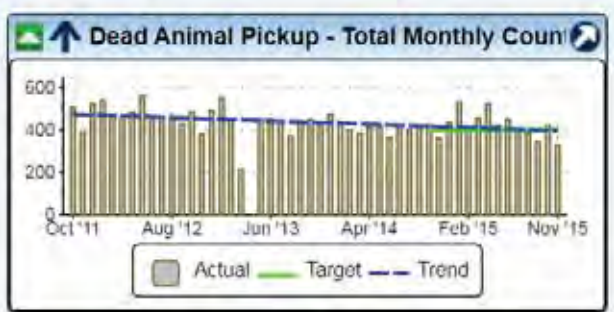 Dead Animal Pickup - Total Monthly Count
600
400
200
0
Oct '11 Aug '12 Jun '13 Apr '14 Feb '15 Nov '15
Actual Target Trend